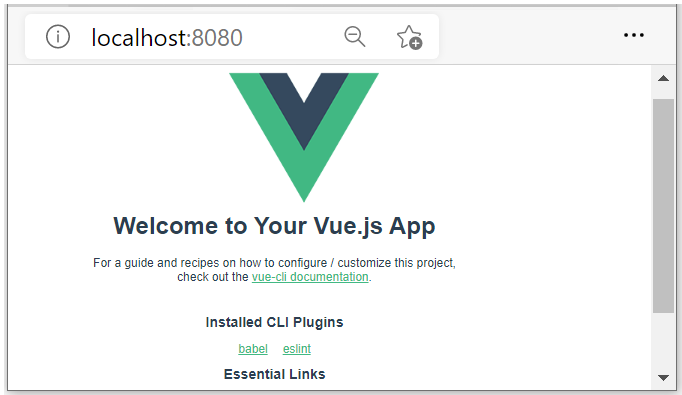 localhost:8080
Welcome to Your Vue.js App
For a guide and recipes on how to configure / customize this project,
check out the vue-cli documentation.
Installed CLI Plugins
babel eslint
Essential Links